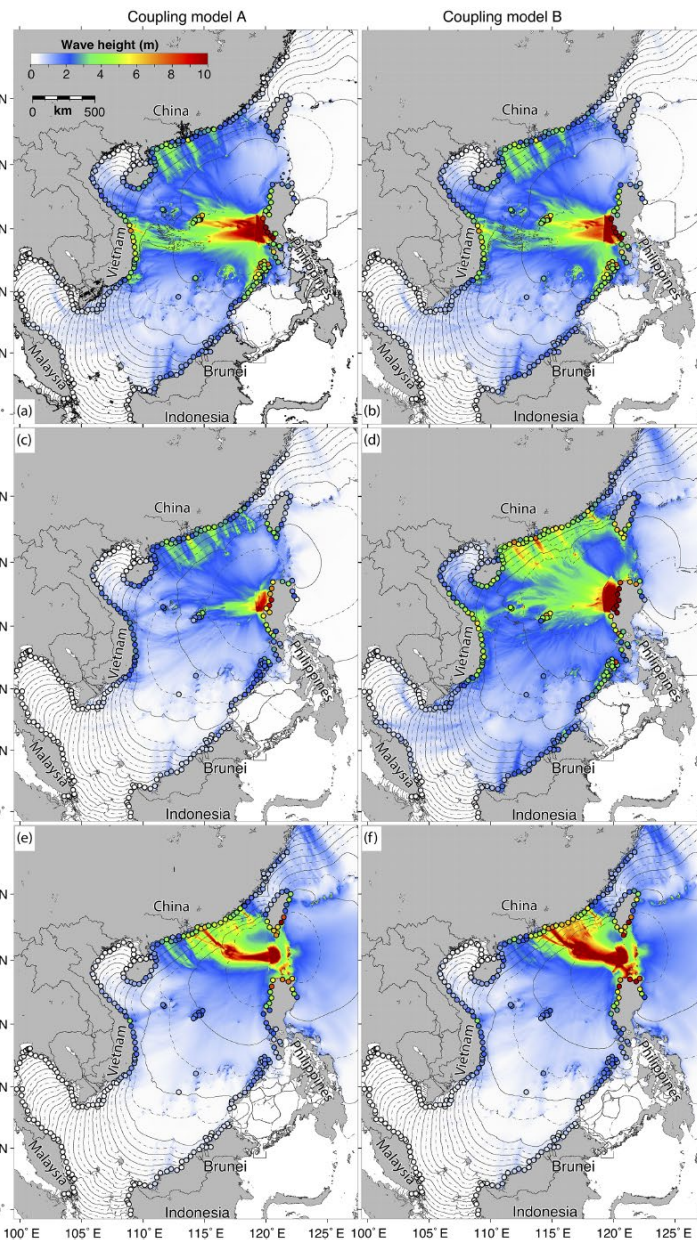 Coupling model A
Coupling model B
Wave height (m)
0 2 4 6 8 10
0 km 500
China
Vietnam
Philippines
Malaysia
Brunei
Indonesia
(a)
N
N
N
N
N
°
China
Vietnam
Philippines
Malaysia
Brunei
Indonesia
(b)
(c)
China
Vietnam
Philippines
Malaysia
Brunei
Indonesia
N
N
N
N
N
°
(d)
China
Vietnam
Philippines
Malaysia
Brunei
Indonesia
(e)
China
Vietnam
Philippines
Malaysia
Brunei
Indonesia
N
N
N
N
N
°
(f)
China
Vietnam
Philippines
Malaysia
Brunei
Indonesia
100° E 105° E 110° E 115° E 120° E 125° E
100° E 105° E 110° E 115° E 120° E 125° E